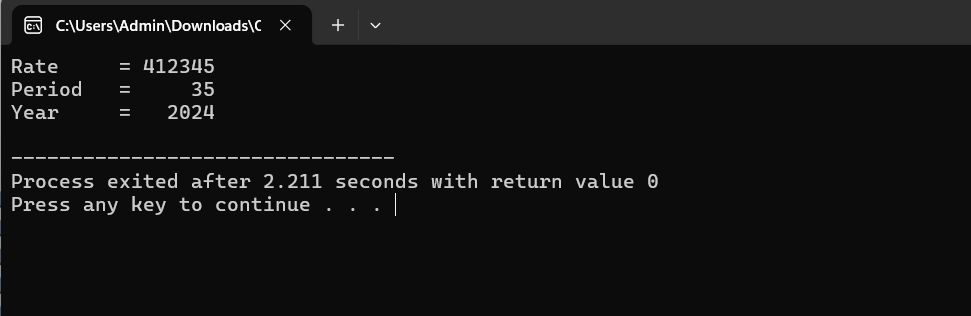 C:\Users\Admin\Downloads\C
Rate     = 412345
Period   =     35
Year     =   2024
--------------------------------
Process exited after 2.211 seconds with return value 0
Press any key to continue . . .